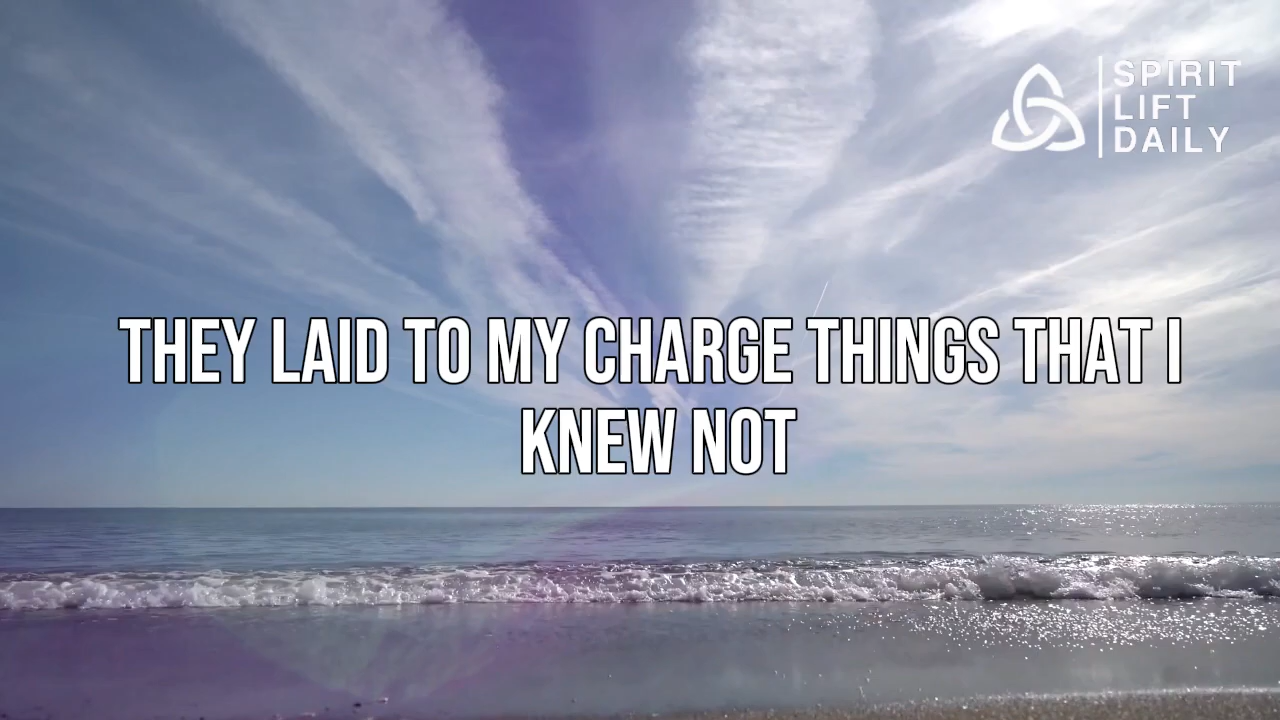 SPIRIT
LIFT
DAILY
THEY LAID TO MY CHARGE THINGS THAT I
KNEW NOT